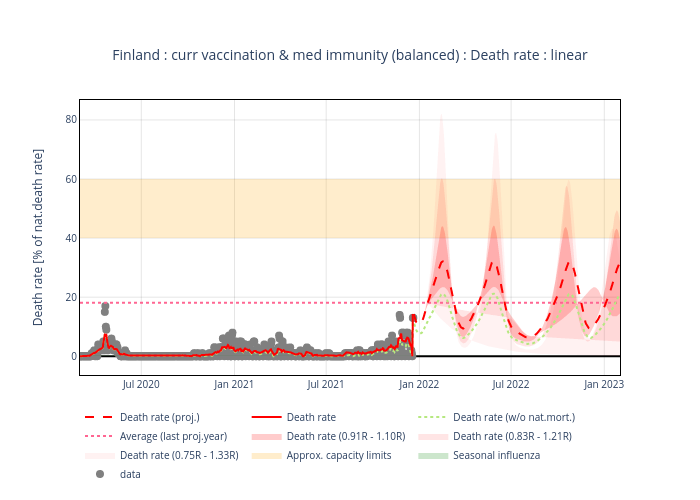 Finland : curr vaccination & med immunity (balanced) : Death rate : linear
Death rate [% of nat.death rate]
80
60
40
20
0
Jul 2020
Jan 2021
Jul 2021
Jan 2022
Jul 2022
Jan 2023
Death rate (proj.)
Death rate
Death rate (w/o nat.mort.)
Average (last proj.year)
Death rate (0.91R - 1.10R)
Death rate (0.83R - 1.21R)
Death rate (0.75R - 1.33R)
Approx. capacity limits
Seasonal influenza
data